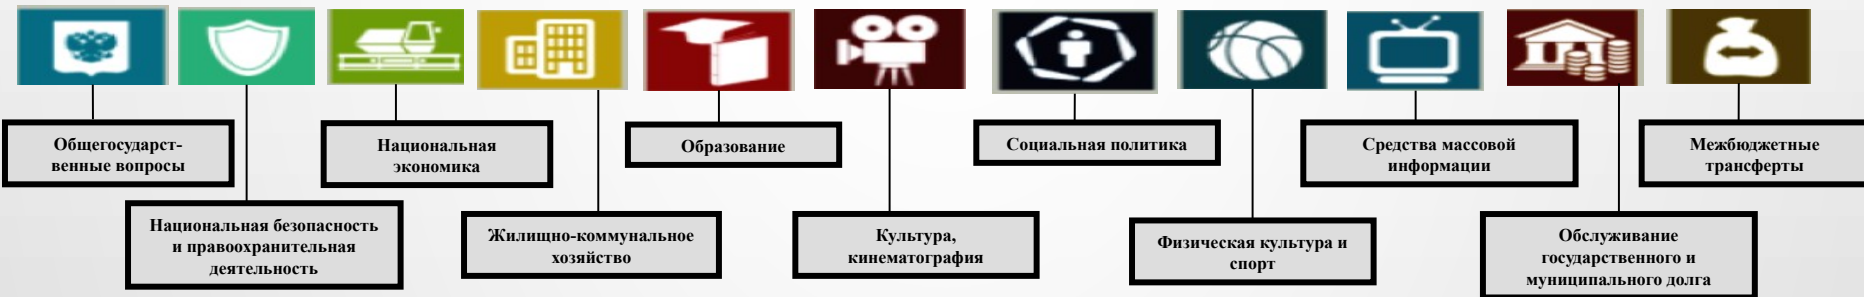 Общегосударст-
венные вопросы
Национальная безопасность
и правоохранительная
деятельность
Национальная
экономика
Жилищно-коммунальное
хозяйство
Образование
Культура,
кинематография
Социальная политика
Физическая культура и
спорт
Средства массовой
информации
Обслуживание
государственного и
муниципального долга
Межбюджетные
трансферты